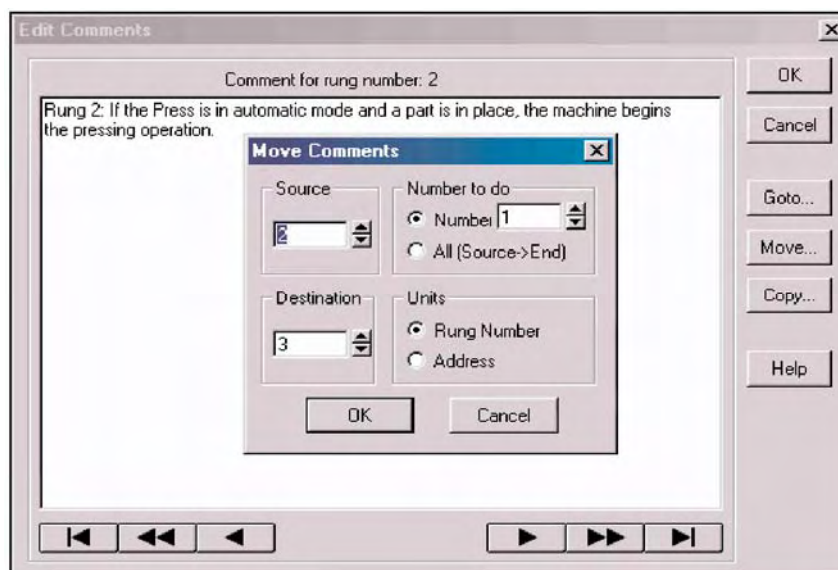 Edit Comments
Comment for rung number: 2
Rung 2: If the Press is in automatic mode and a part is in place, the machine begins
the pressing operation.
Move Comments
Source
2
Number to do
Number 1
All (Source->End)
Destination
3
Units
Rung Number
Address
OK
Cancel
OK
Cancel
Goto...
Move...
Copy...
Help